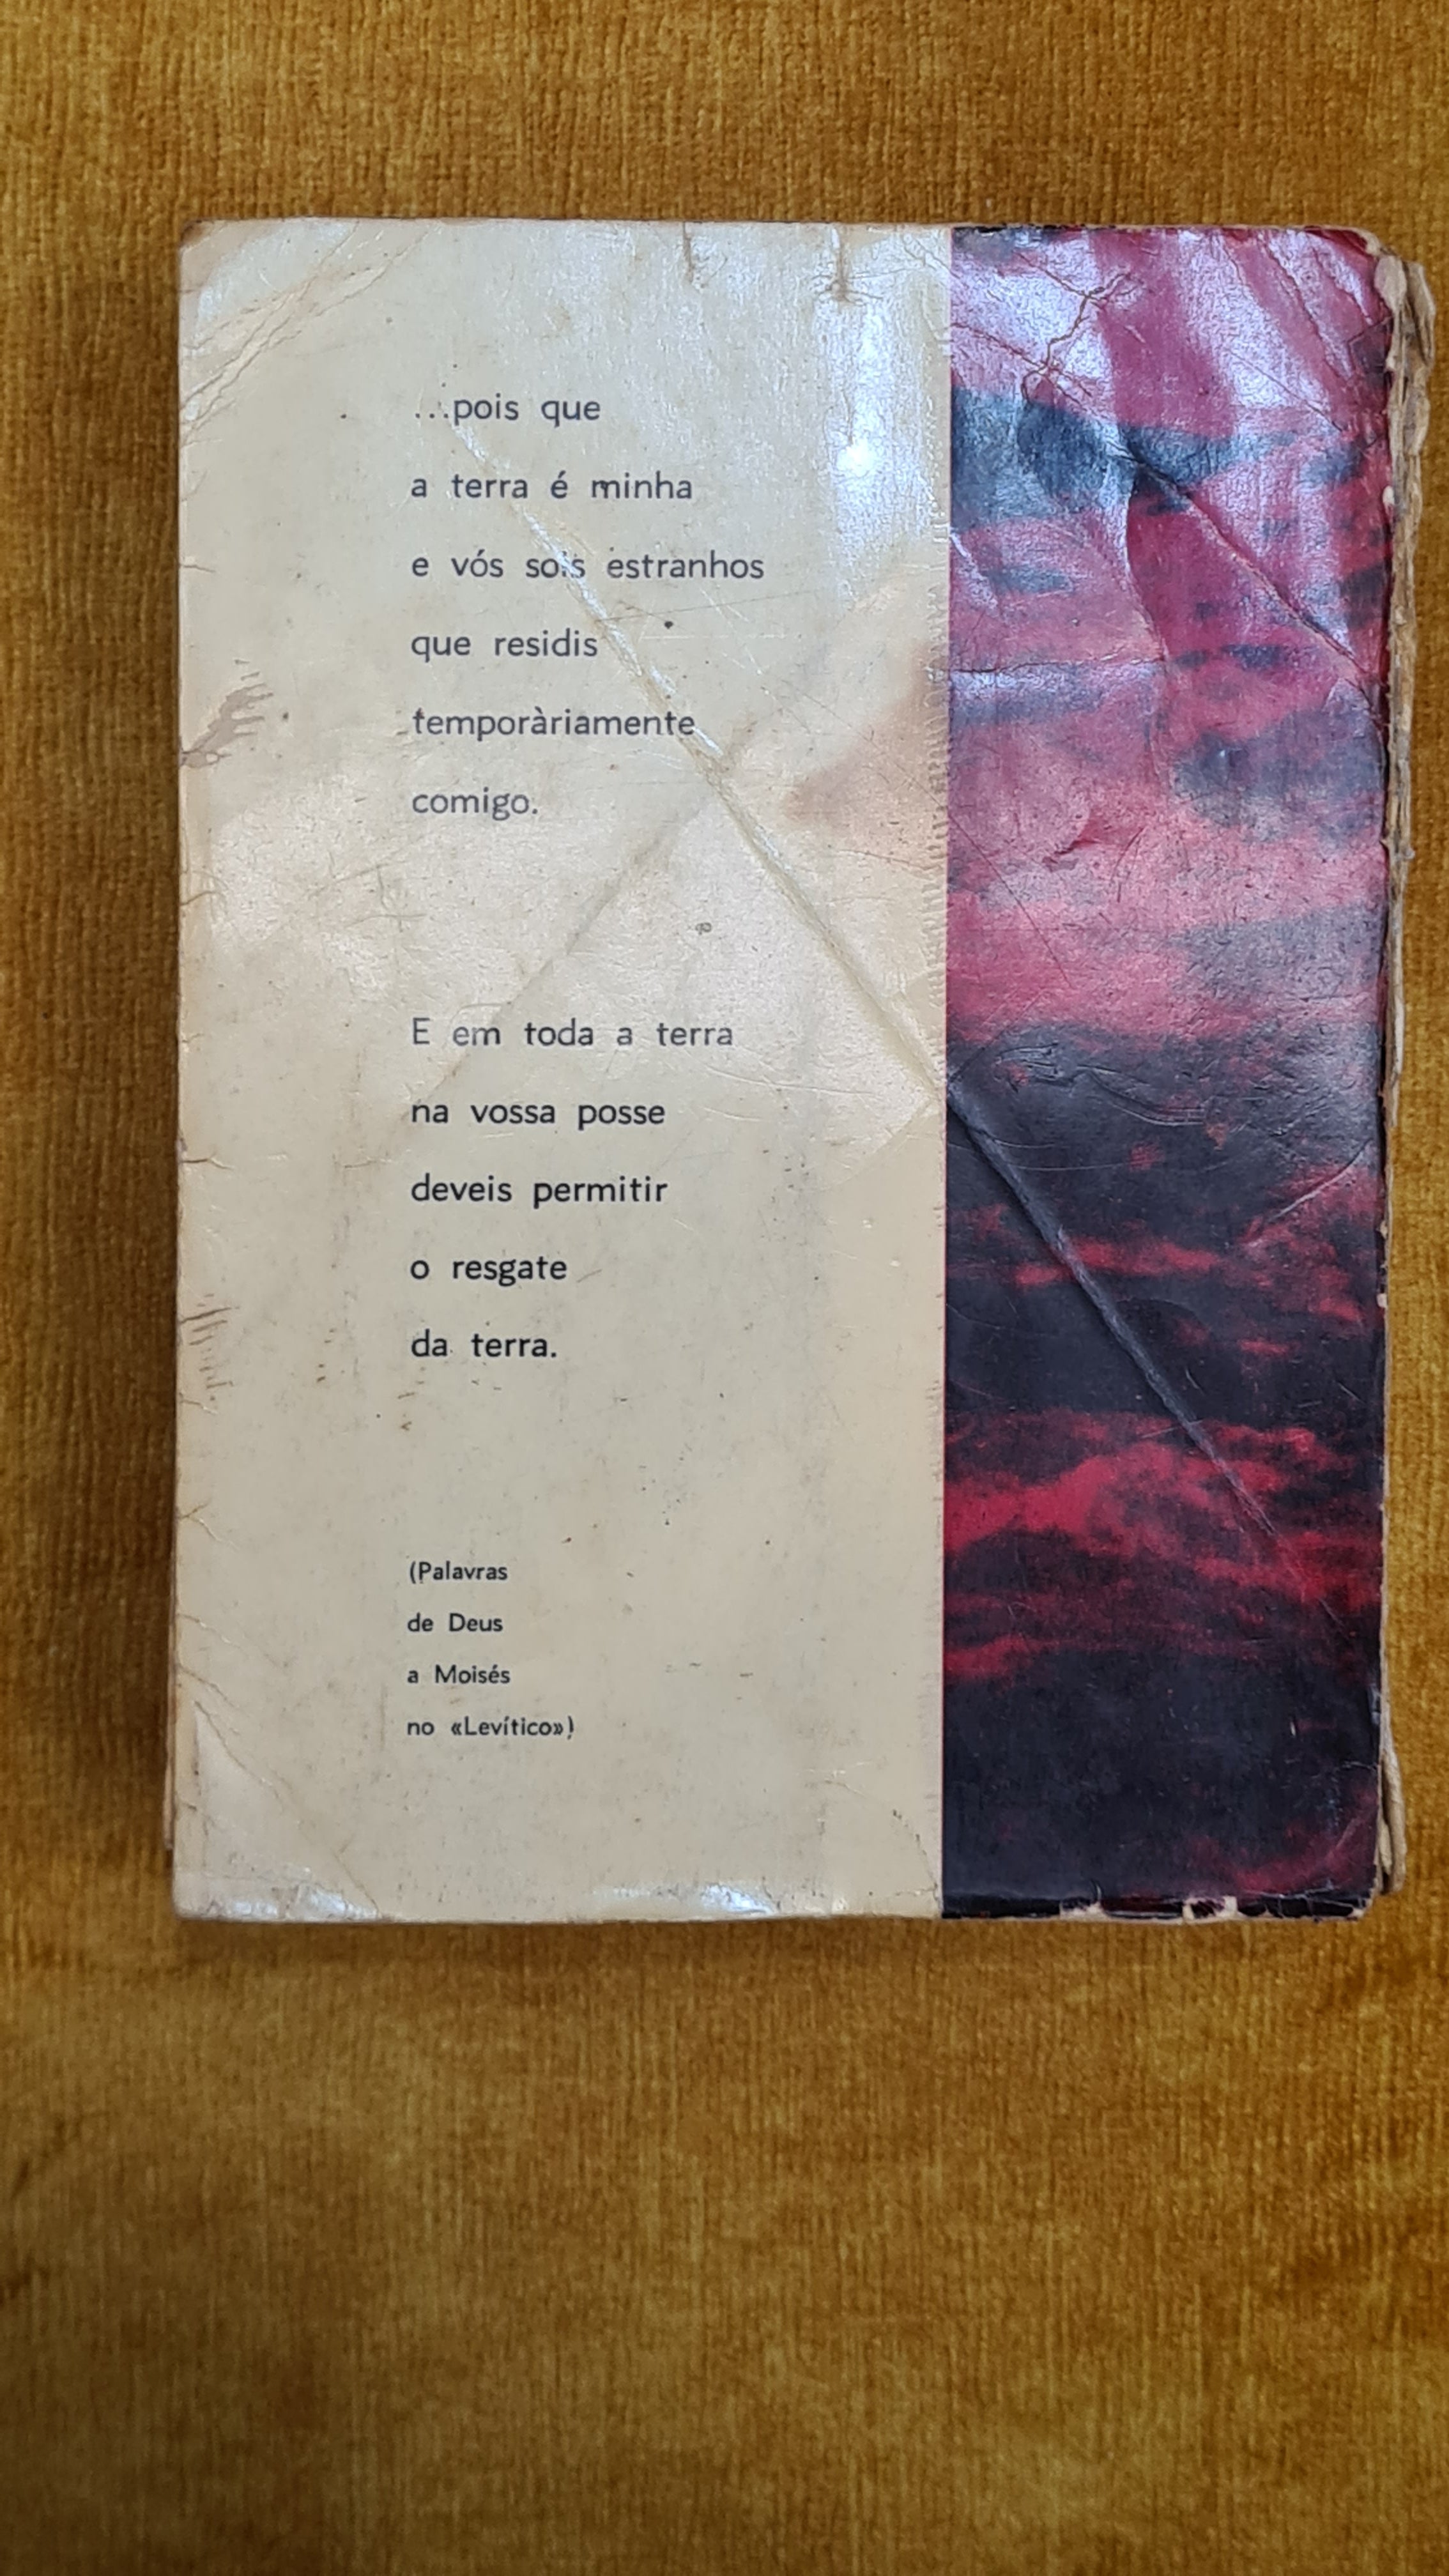 ...pois que
a terra é minha
e vós sois estranhos
que residis
temporàriamente
comigo.
E em toda a terra
na vossa posse
deveis permitir
o resgate
da terra.
(Palavras
de Deus
a Moisés
no «Levítico»)